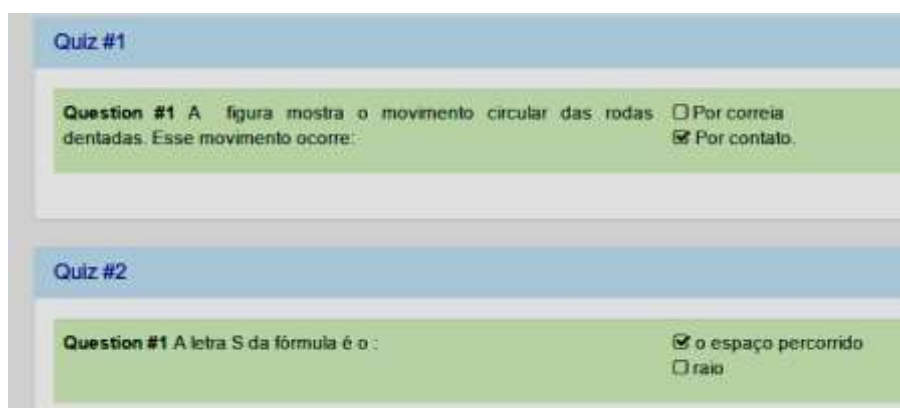 Quiz #1
Question #1 A figura mostra o movimento circular das rodas
dentadas. Esse movimento ocorre:
☐ Por correia
☑ Por contato.
Quiz #2
Question #1 A letra S da fórmula é o :
☑ o espaço percorrido
☐ raio